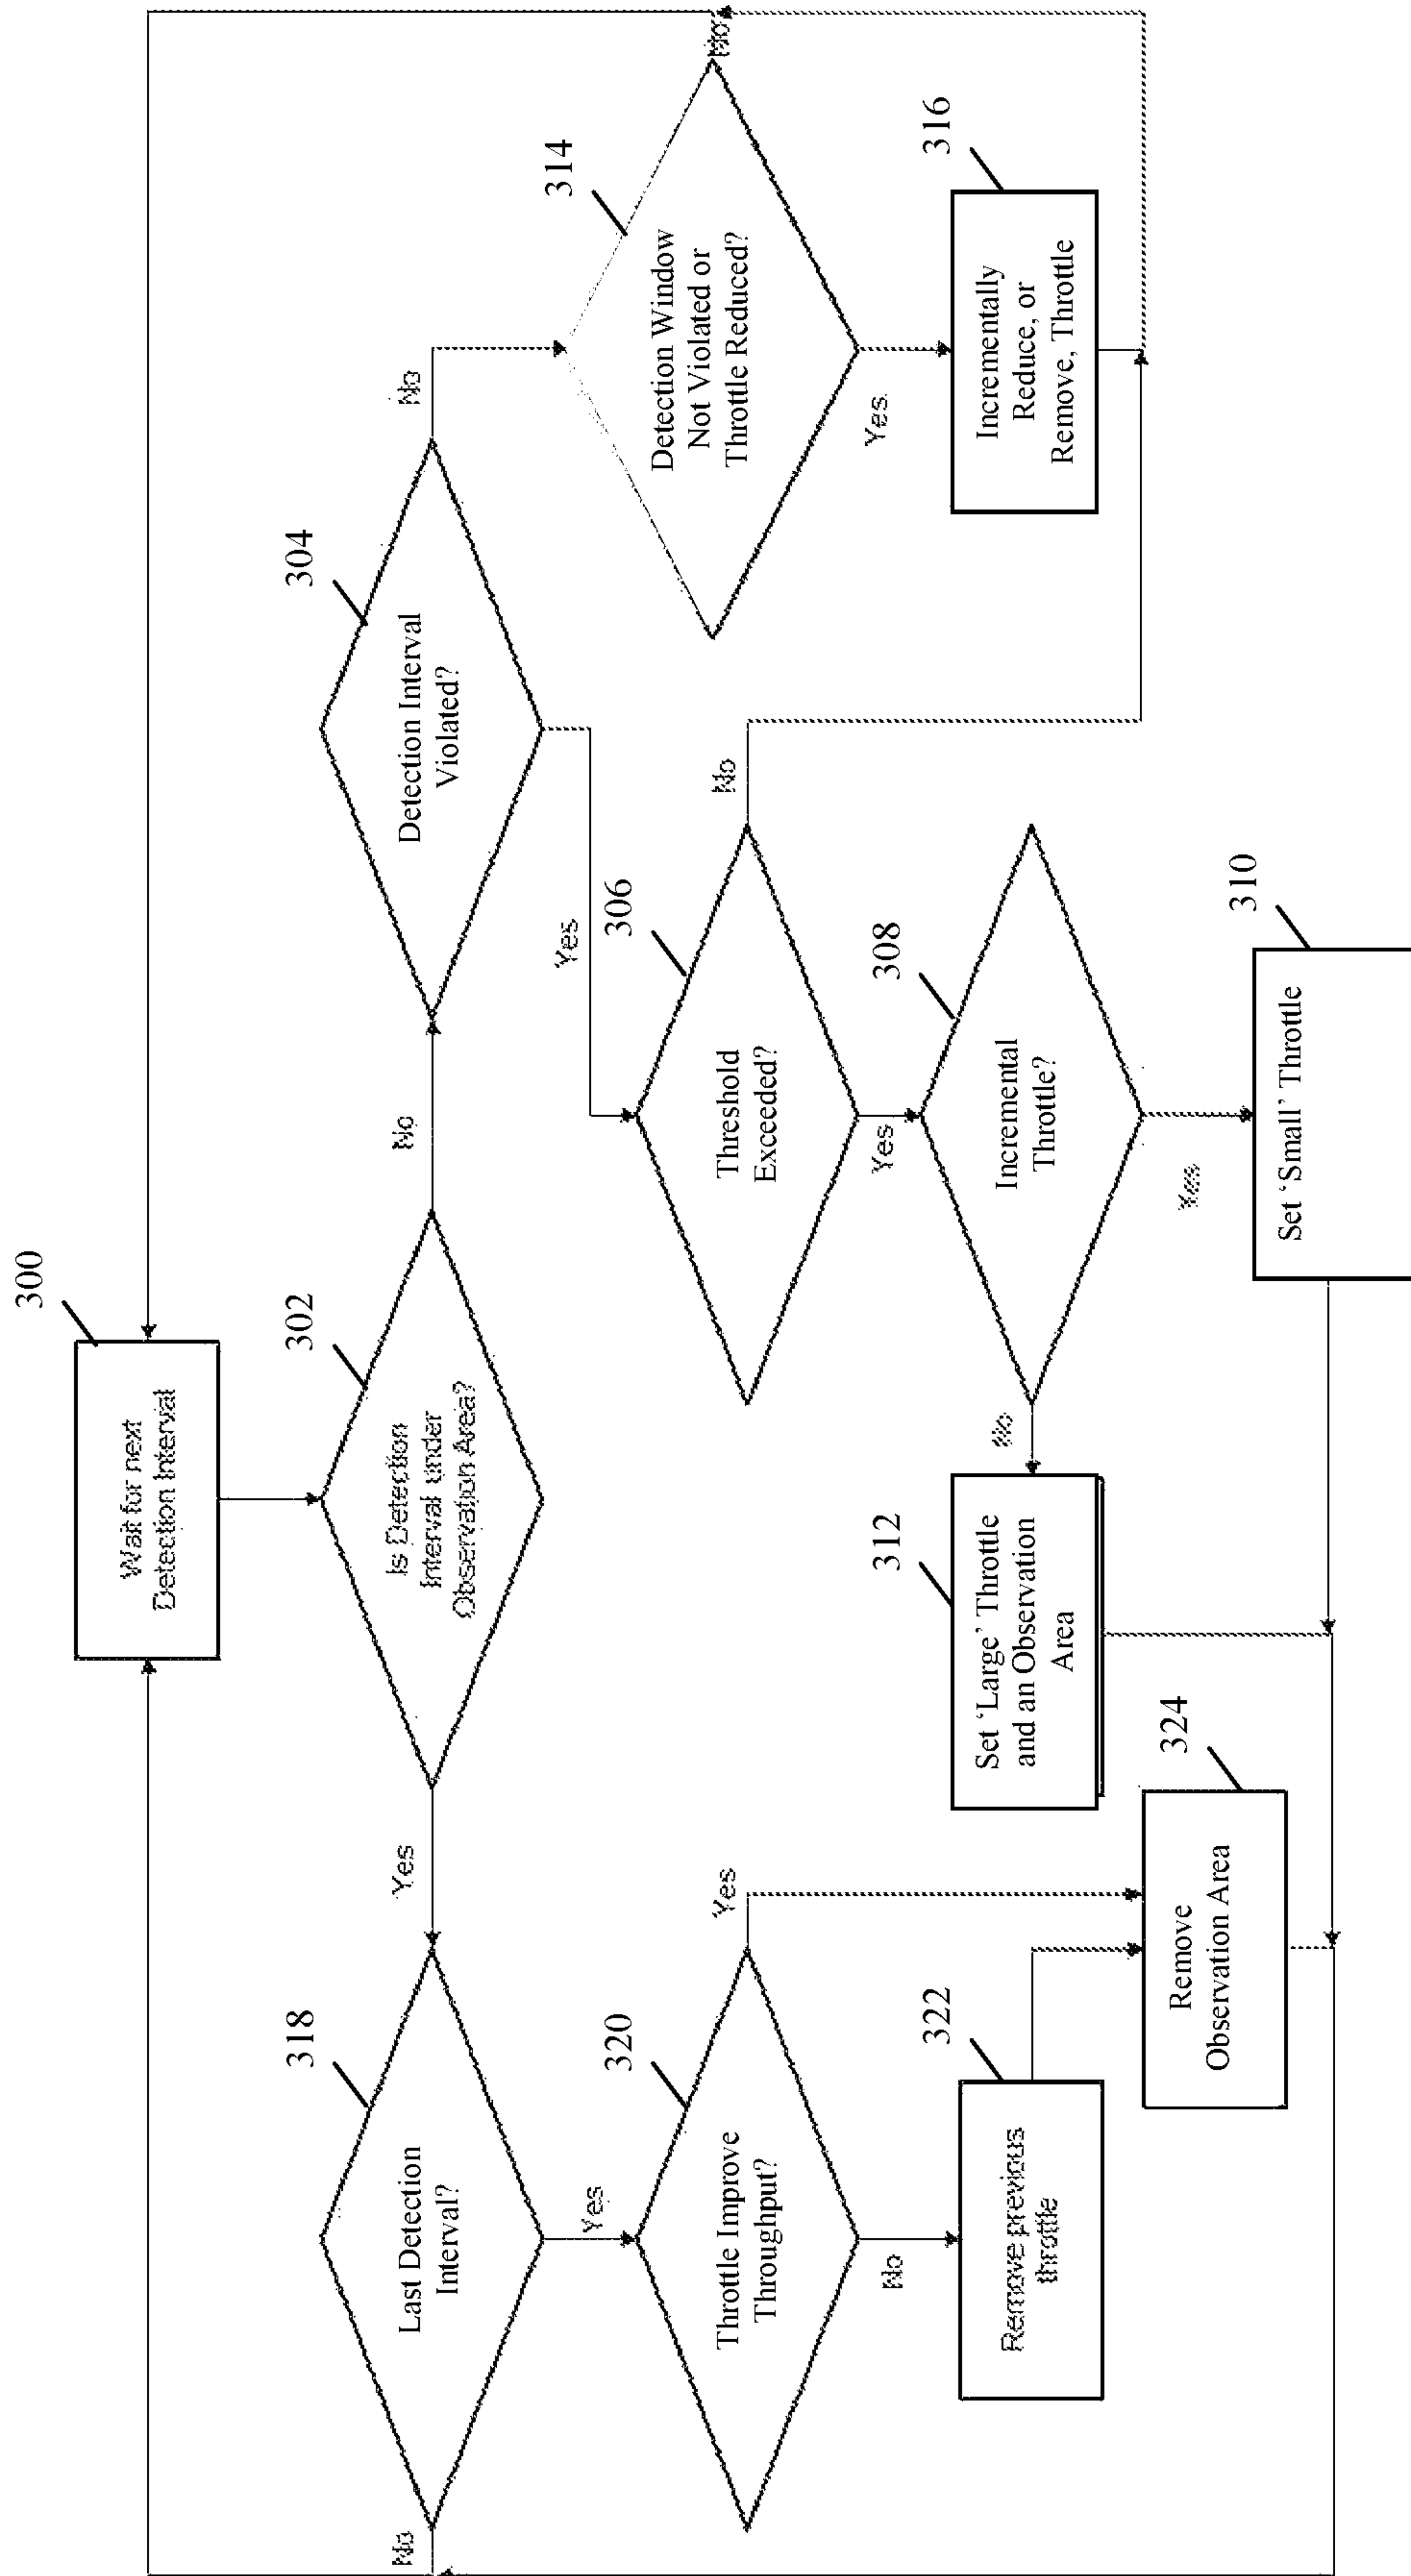 300
Wait for next
Detection Interval
302
Is Detection
Interval under
Observation Area?
Yes
No
304
Detection Interval
Violated?
Yes
No
306
Threshold
Exceeded?
Yes
No
308
Incremental
Throttle?
No
Yes
310
Set ‘Small’ Throttle
312
Set ‘Large’ Throttle
and an Observation
Area
314
Detection Window
Not Violated or
Throttle Reduced?
No
Yes
316
Incrementally
Reduce, or
Remove, Throttle
318
Last Detection
Interval?
No
Yes
320
Throttle Improve
Throughput?
Yes
No
322
Remove previous
throttle
324
Remove
Observation Area